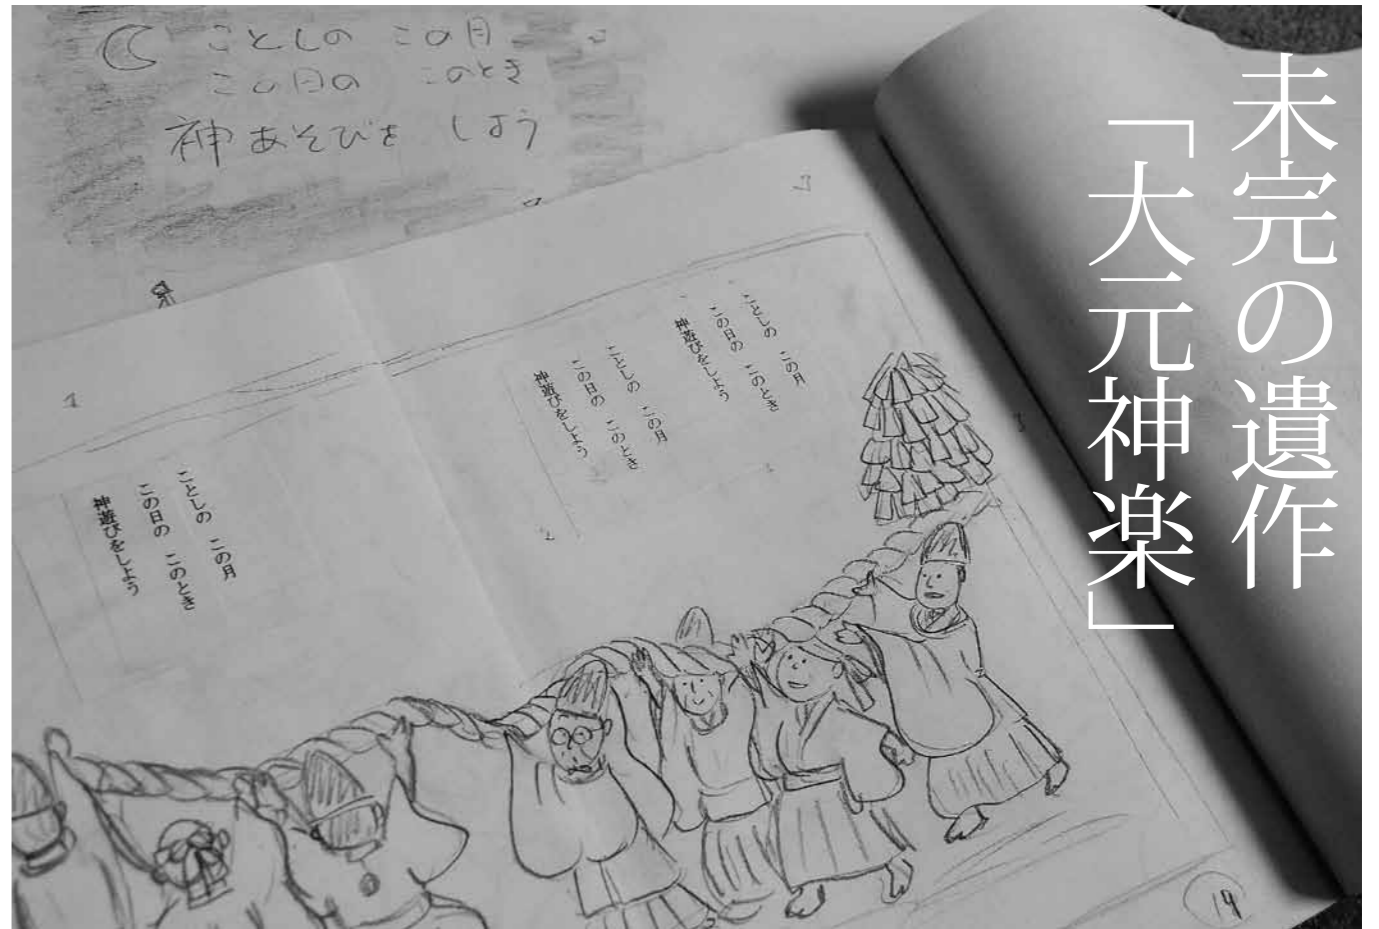 未完の遺作
「大元神楽」
ことしの この月
この日の このとき
神あそびを しよう
ことしの この月
この日の このとき
神遊びをしよう
ことしの この月
この日の このとき
神遊びをしよう
ことしの この月
この日の このとき
神遊びをしよう
2
14